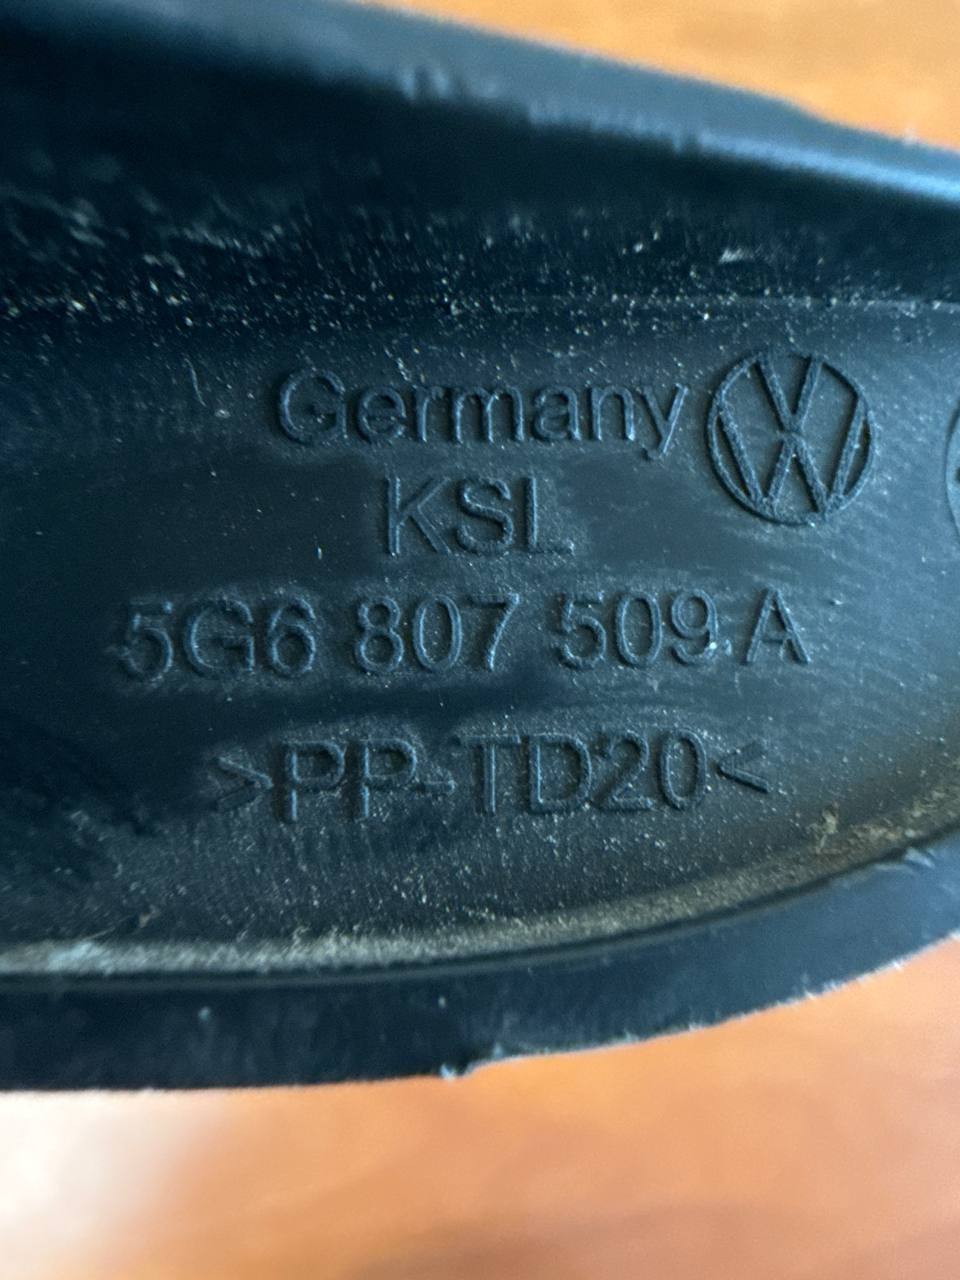 Germany
KSL
5G6 807 509 A
>PP-TD20<